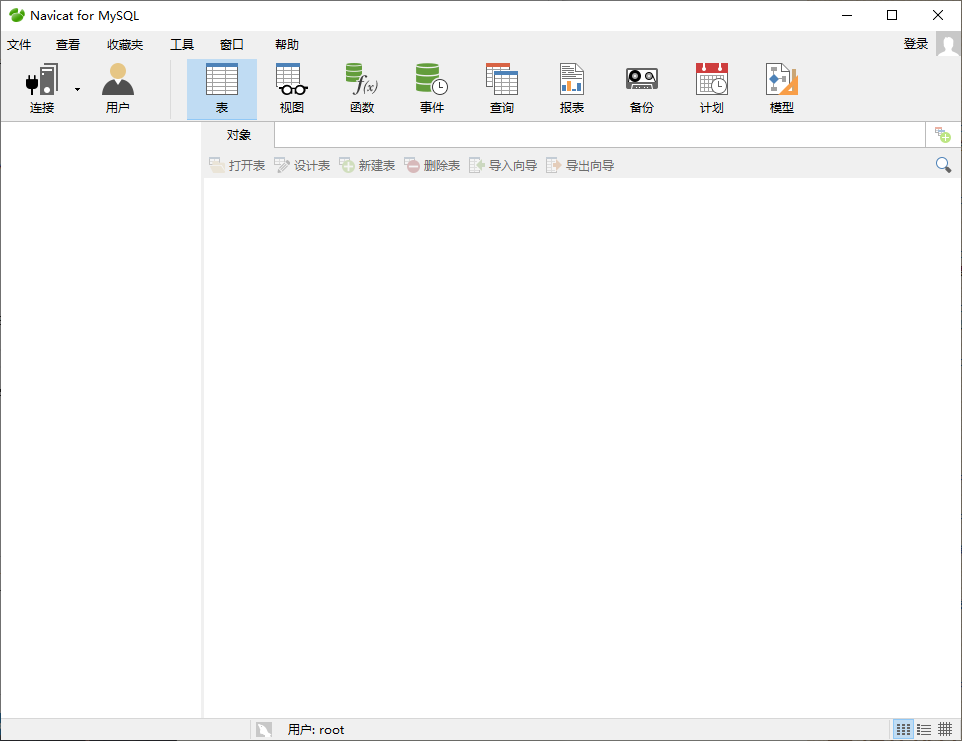 Navicat for MySQL
文件 查看 收藏夹 工具 窗口 帮助 登录
连接 用户 表 视图 函数 事件 查询 报表 备份 计划 模型
对象
打开表 设计表 新建表 删除表 导入向导 导出向导
用户: root